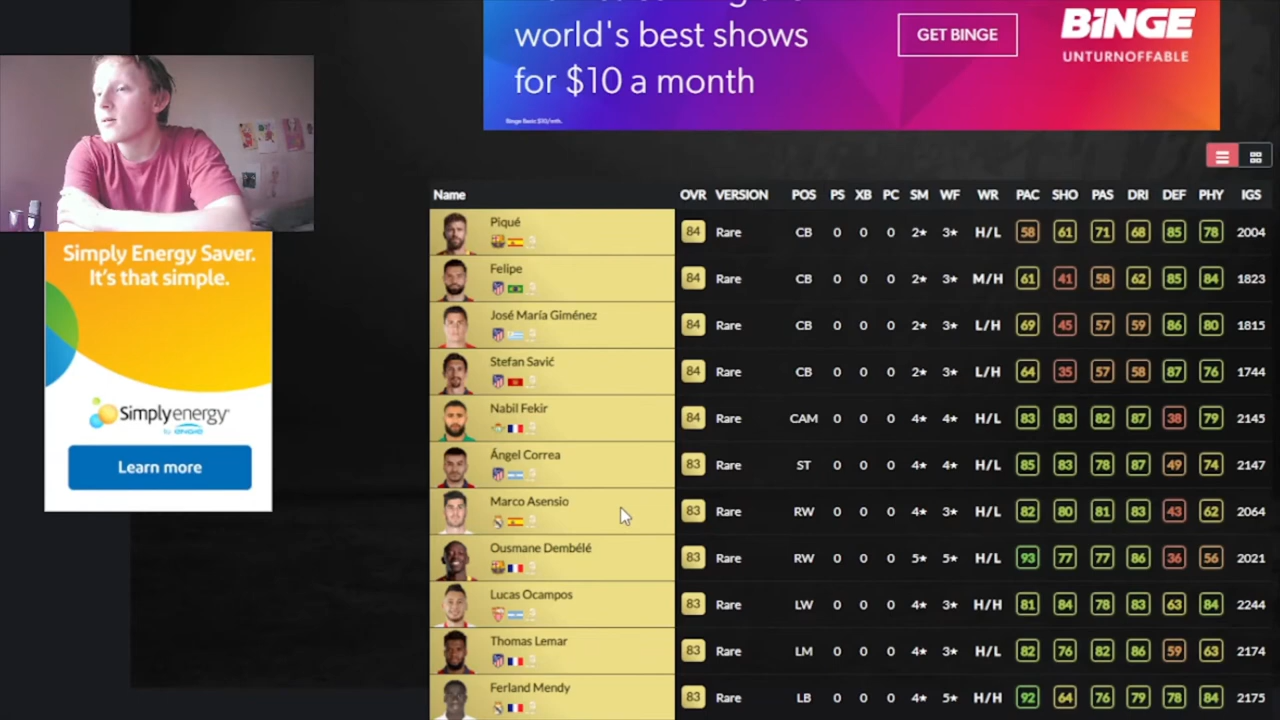 world's best shows
for $10 a month
Binge Basic $10/mth.
GET BINGE
BINGE
UNTURNOFFABLE
Simply Energy Saver.
It's that simple.
Simplyenergy
by ENGIE
Learn more
Name OVR VERSION POS PS XB PC SM WF WR PAC SHO PAS DRI DEF PHY IGS
Piqué 84 Rare CB 0 0 0 2★ 3★ H/L 58 61 71 68 85 78 2004
Felipe 84 Rare CB 0 0 0 2★ 3★ M/H 61 41 58 62 85 84 1823
José María Giménez 84 Rare CB 0 0 0 2★ 3★ L/H 69 45 57 59 86 80 1815
Stefan Savić 84 Rare CB 0 0 0 2★ 3★ L/H 64 35 57 58 87 76 1744
Nabil Fekir 84 Rare CAM 0 0 0 4★ 4★ H/L 83 83 82 87 38 79 2145
Ángel Correa 83 Rare ST 0 0 0 4★ 4★ H/L 85 83 78 87 49 74 2147
Marco Asensio 83 Rare RW 0 0 0 4★ 3★ H/L 82 80 81 83 43 62 2064
Ousmane Dembélé 83 Rare RW 0 0 0 5★ 5★ H/L 93 77 77 86 36 56 2021
Lucas Ocampos 83 Rare LW 0 0 0 4★ 3★ H/H 81 84 78 83 63 84 2244
Thomas Lemar 83 Rare LM 0 0 0 4★ 3★ H/L 82 76 82 86 59 63 2174
Ferland Mendy 83 Rare LB 0 0 0 4★ 5★ H/H 92 64 76 79 78 84 2175